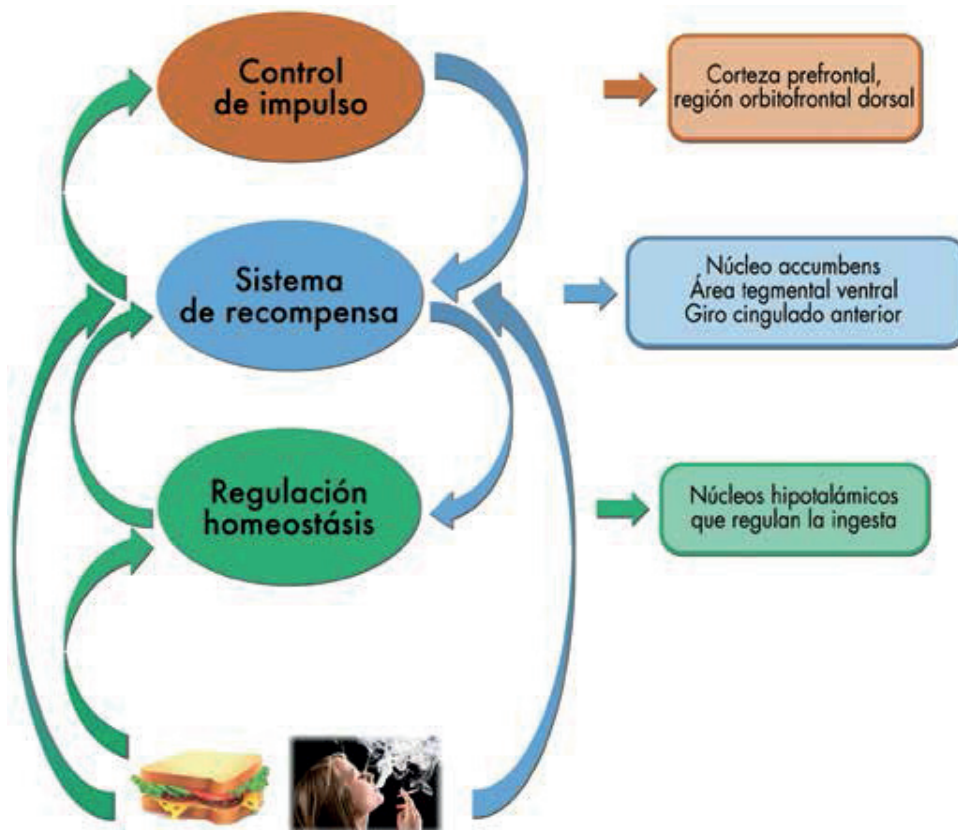 Control
de impulso
Corteza prefrontal,
región orbitofrontal dorsal
Sistema
de recompensa
Núcleo accumbens
Área tegmental ventral
Giro cingulado anterior
Regulación
homeostásis
Núcleos hipotalámicos
que regulan la ingesta